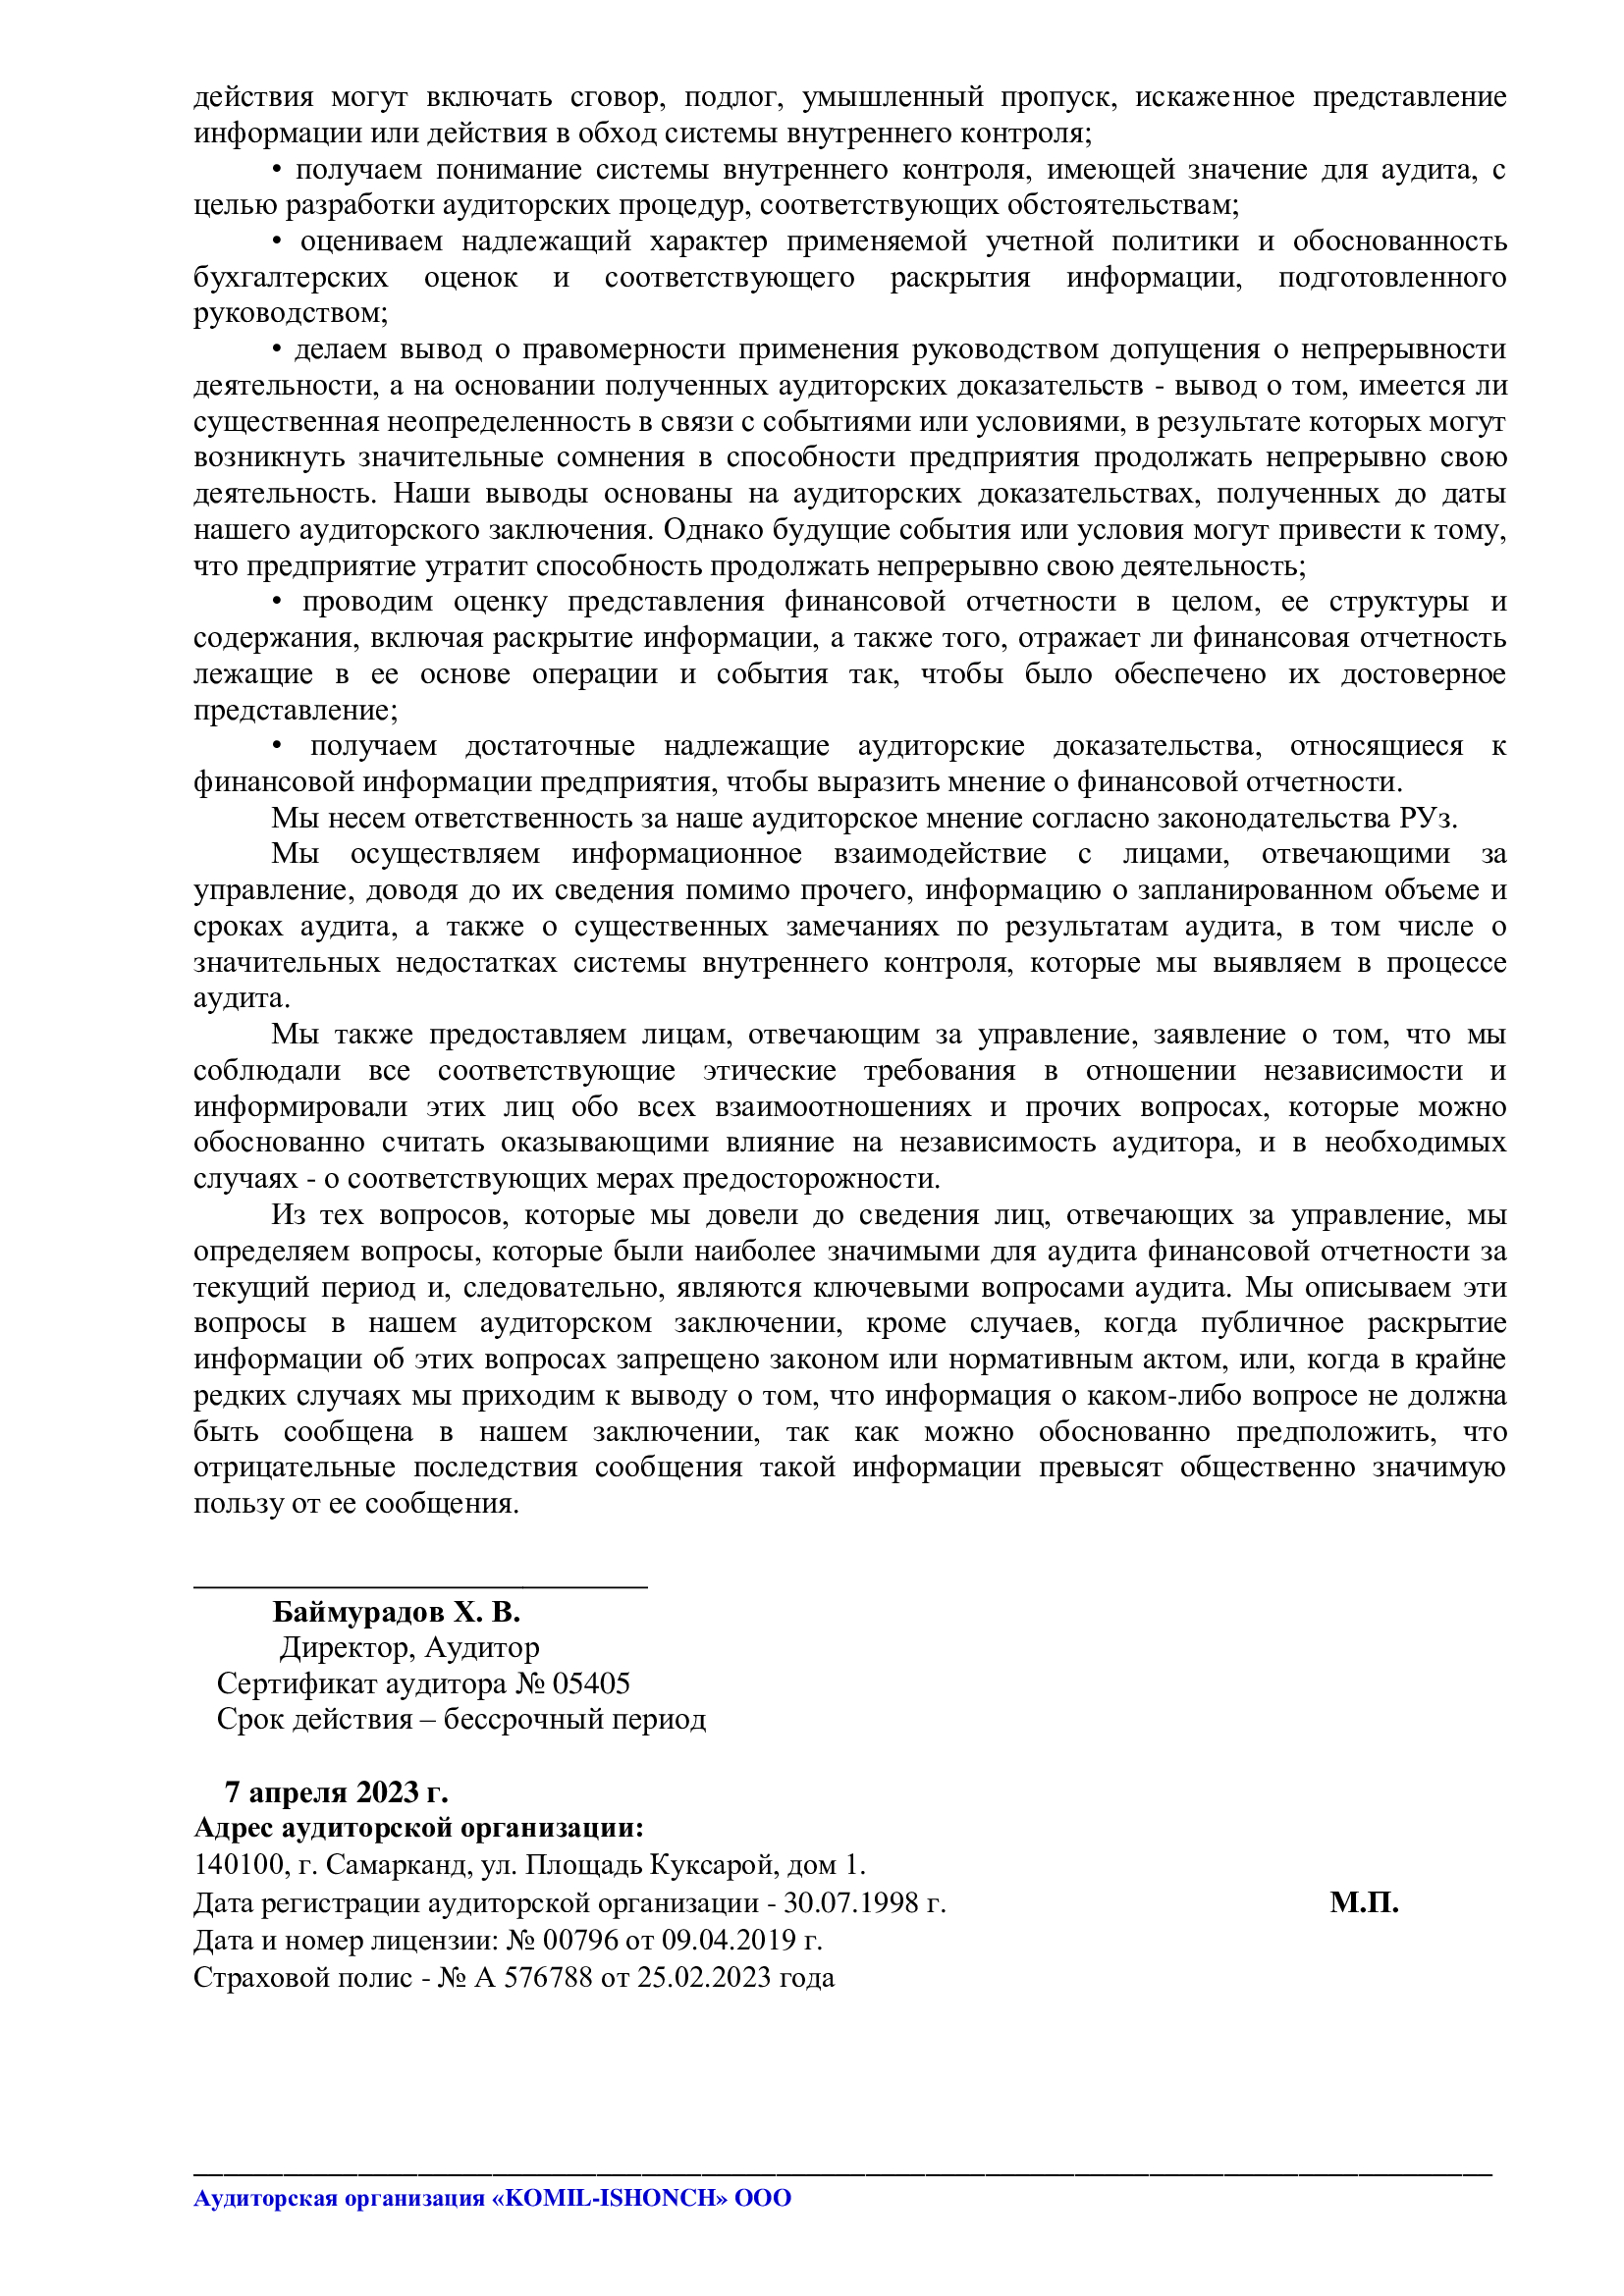 действия могут включать сговор, подлог, умышленный пропуск, искаженное представление
информации или действия в обход системы внутреннего контроля;
• получаем понимание системы внутреннего контроля, имеющей значение для аудита, с
целью разработки аудиторских процедур, соответствующих обстоятельствам;
• оцениваем надлежащий характер применяемой учетной политики и обоснованность
бухгалтерских оценок и соответствующего раскрытия информации, подготовленного
руководством;
• делаем вывод о правомерности применения руководством допущения о непрерывности
деятельности, а на основании полученных аудиторских доказательств - вывод о том, имеется ли
существенная неопределенность в связи с событиями или условиями, в результате которых могут
возникнуть значительные сомнения в способности предприятия продолжать непрерывно свою
деятельность. Наши выводы основаны на аудиторских доказательствах, полученных до даты
нашего аудиторского заключения. Однако будущие события или условия могут привести к тому,
что предприятие утратит способность продолжать непрерывно свою деятельность;
• проводим оценку представления финансовой отчетности в целом, ее структуры и
содержания, включая раскрытие информации, а также того, отражает ли финансовая отчетность
лежащие в ее основе операции и события так, чтобы было обеспечено их достоверное
представление;
• получаем достаточные надлежащие аудиторские доказательства, относящиеся к
финансовой информации предприятия, чтобы выразить мнение о финансовой отчетности.
Мы несем ответственность за наше аудиторское мнение согласно законодательства РУз.
Мы осуществляем информационное взаимодействие с лицами, отвечающими за
управление, доводя до их сведения помимо прочего, информацию о запланированном объеме и
сроках аудита, а также о существенных замечаниях по результатам аудита, в том числе о
значительных недостатках системы внутреннего контроля, которые мы выявляем в процессе
аудита.
Мы также предоставляем лицам, отвечающим за управление, заявление о том, что мы
соблюдали все соответствующие этические требования в отношении независимости и
информировали этих лиц обо всех взаимоотношениях и прочих вопросах, которые можно
обоснованно считать оказывающими влияние на независимость аудитора, и в необходимых
случаях - о соответствующих мерах предосторожности.
Из тех вопросов, которые мы довели до сведения лиц, отвечающих за управление, мы
определяем вопросы, которые были наиболее значимыми для аудита финансовой отчетности за
текущий период и, следовательно, являются ключевыми вопросами аудита. Мы описываем эти
вопросы в нашем аудиторском заключении, кроме случаев, когда публичное раскрытие
информации об этих вопросах запрещено законом или нормативным актом, или, когда в крайне
редких случаях мы приходим к выводу о том, что информация о каком-либо вопросе не должна
быть сообщена в нашем заключении, так как можно обоснованно предположить, что
отрицательные последствия сообщения такой информации превысят общественно значимую
пользу от ее сообщения.
Баймурадов Х. В.
Директор, Аудитор
Сертификат аудитора № 05405
Срок действия – бессрочный период
7 апреля 2023 г.
Адрес аудиторской организации:
140100, г. Самарканд, ул. Площадь Куксарой, дом 1.
Дата регистрации аудиторской организации - 30.07.1998 г. М.П.
Дата и номер лицензии: № 00796 от 09.04.2019 г.
Страховой полис - № А 576788 от 25.02.2023 года
Аудиторская организация «KOMIL-ISHONCH» ООО